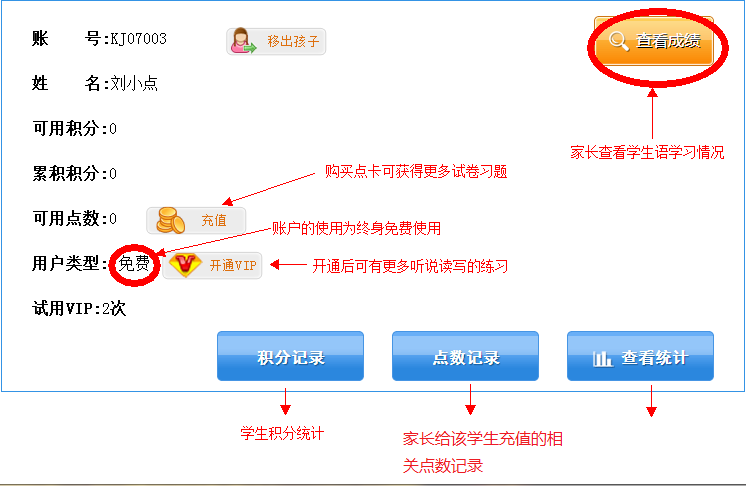 账 号:KJ07003 移出孩子 查看成绩
姓 名:刘小点
可用积分:0
家长查看学生语学习情况
累积积分:0 购买点卡可获得更多试卷习题
可用点数:0 充值
账户的使用为终身免费使用
用户类型: 免费 开通VIP 开通后可有更多听说读写的练习
试用VIP:2次
积分记录 点数记录 查看统计
学生积分统计
家长给该学生充值的相
关点数记录